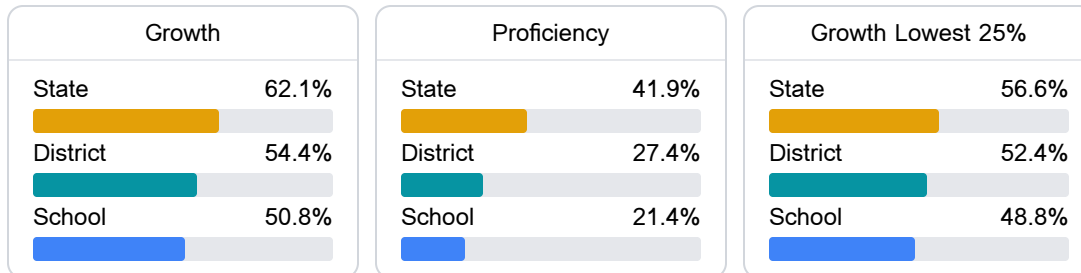 Growth
State 62.1%
District 54.4%
School 50.8%
Proficiency
State 41.9%
District 27.4%
School 21.4%
Growth Lowest 25%
State 56.6%
District 52.4%
School 48.8%